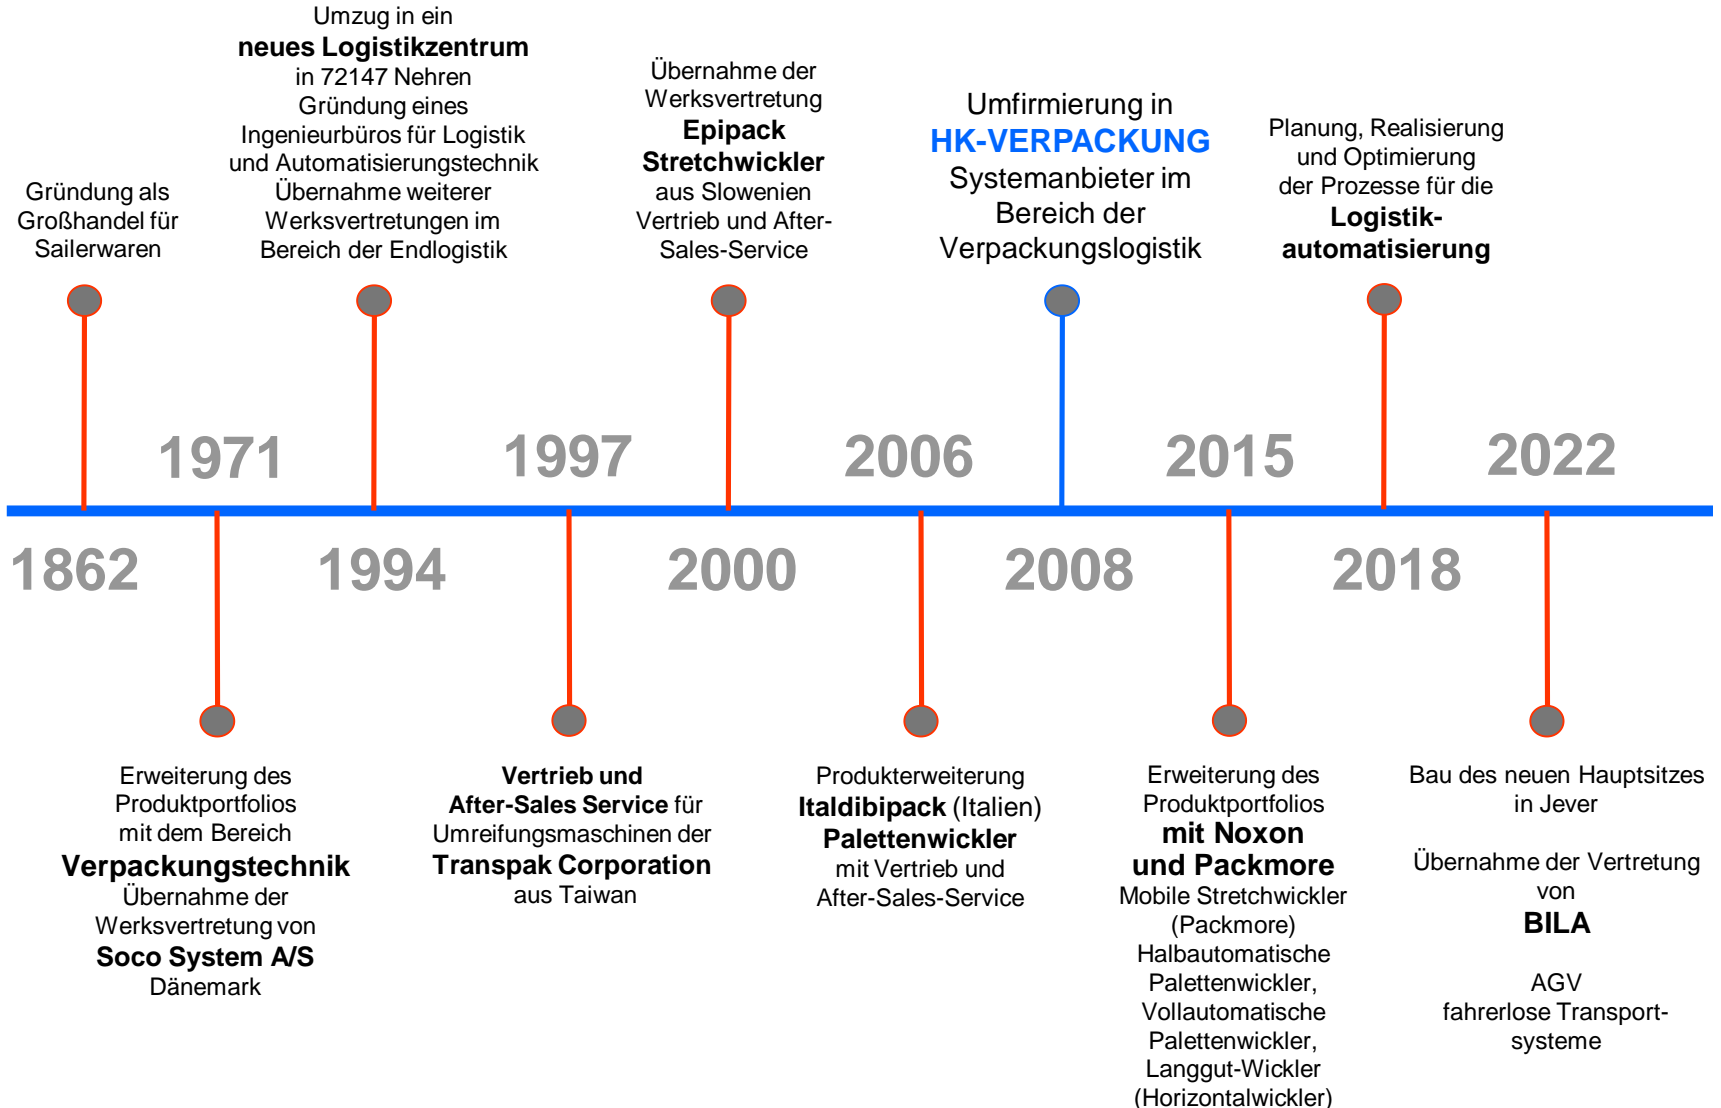 Gründung als
Großhandel für
Sailerwaren
1862
1971
Erweiterung des
Produktportfolios
mit dem Bereich
Verpackungstechnik
Übernahme der
Werksvertretung von
Soco System A/S
Dänemark
Umzug in ein
neues Logistikzentrum
in 72147 Nehren
Gründung eines
Ingenieurbüros für Logistik
und Automatisierungstechnik
Übernahme weiterer
Werksvertretungen im
Bereich der Endlogistik
1994
1997
Vertrieb und
After-Sales Service für
Umreifungsmaschinen der
Transpak Corporation
aus Taiwan
Übernahme der
Werksvertretung
Epipack
Stretchwickler
aus Slowenien
Vertrieb und After-
Sales-Service
2000
2006
Produkterweiterung
Italdibipack (Italien)
Palettenwickler
mit Vertrieb und
After-Sales-Service
Umfirmierung in
HK-VERPACKUNG
Systemanbieter im
Bereich der
Verpackungslogistik
2008
2015
Erweiterung des
Produktportfolios
mit Noxon
und Packmore
Mobile Stretchwickler
(Packmore)
Halbautomatische
Palettenwickler,
Vollautomatische
Palettenwickler,
Langgut-Wickler
(Horizontalwickler)
Planung, Realisierung
und Optimierung
der Prozesse für die
Logistik-
automatisierung
2018
2022
Bau des neuen Hauptsitzes
in Jever
Übernahme der Vertretung
von
BILA
AGV
fahrerlose Transport-
systeme